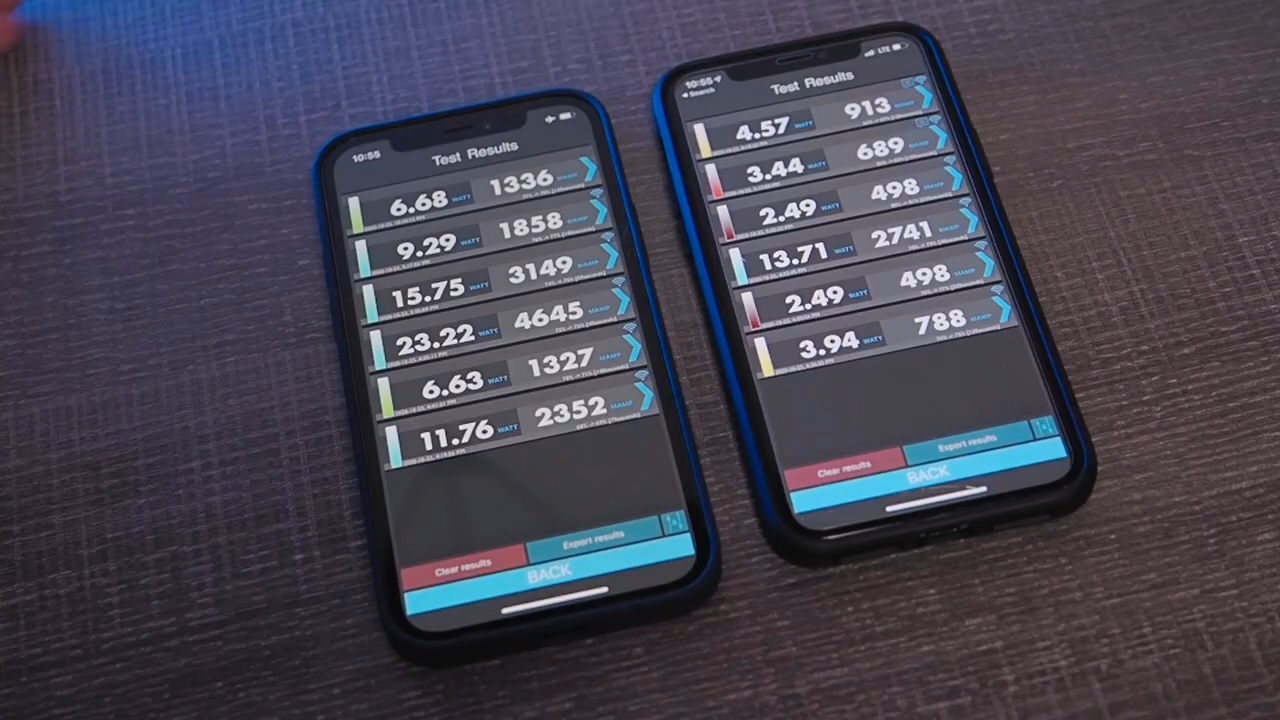 10:55
Test Results
6.68 WATT 1336 MAMP
9.29 WATT 1858 MAMP
15.75 WATT 3149 MAMP
23.22 WATT 4645 MAMP
6.63 WATT 1327 MAMP
11.76 WATT 2352 MAMP
Clear results
Export results
BACK
10:55
LTE
Search
Test Results
4.57 WATT 913 MAMP
3.44 WATT 689 MAMP
2.49 WATT 498 MAMP
13.71 WATT 2741 MAMP
2.49 WATT 498 MAMP
3.94 WATT 788 MAMP
Clear results
Export results
BACK